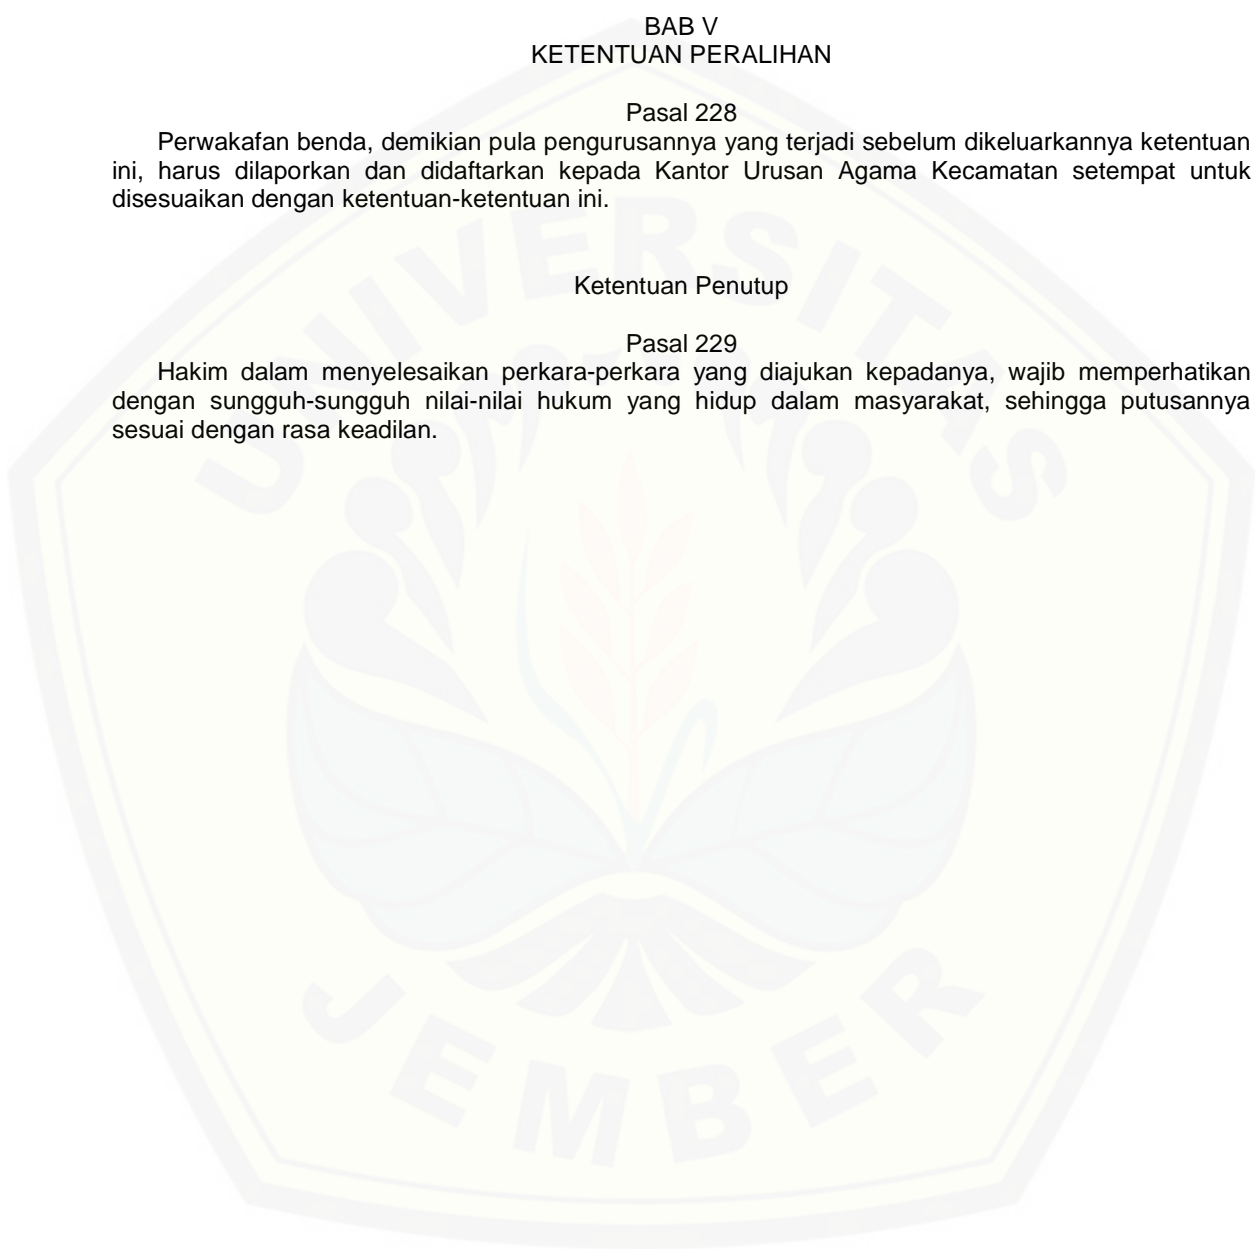 BAB V
KETENTUAN PERALIHAN
Pasal 228
Perwakafan benda, demikian pula pengurusannya yang terjadi sebelum dikeluarkannya ketentuan
ini, harus dilaporkan dan didaftarkan kepada Kantor Urusan Agama Kecamatan setempat untuk
disesuaikan dengan ketentuan-ketentuan ini.
Ketentuan Penutup
Pasal 229
Hakim dalam menyelesaikan perkara-perkara yang diajukan kepadanya, wajib memperhatikan
dengan sungguh-sungguh nilai-nilai hukum yang hidup dalam masyarakat, sehingga putusannya
sesuai dengan rasa keadilan.
UNIVERSITAS
JEMBER